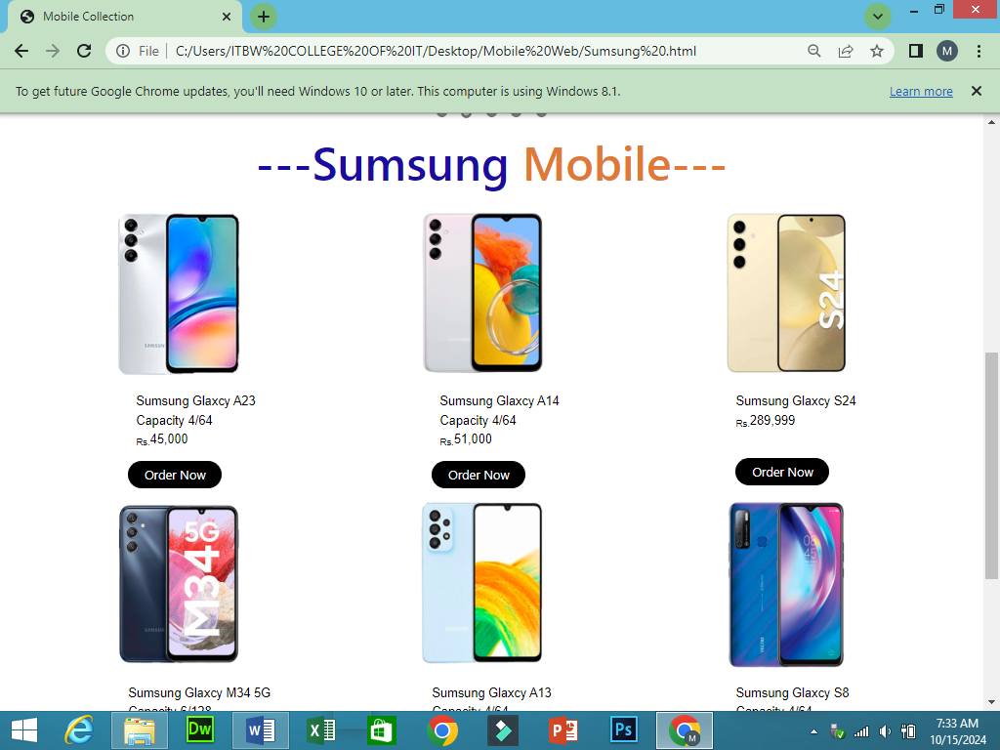 Mobile Collection
File
C:/Users/ITBW%20COLLEGE%20OF%20IT/Desktop/Mobile%20Web/Sumsung%20.html
M
To get future Google Chrome updates, you'll need Windows 10 or later. This computer is using Windows 8.1.
Learn more
---Sumsung Mobile---
SAMSUNG
S24
Sumsung Glaxcy A23
Capacity 4/64
Rs.45,000
Order Now
Sumsung Glaxcy A14
Capacity 4/64
Rs.51,000
Order Now
Sumsung Glaxcy S24
Rs.289,999
Order Now
5G
M34
SAMSUNG
Sumsung Glaxcy M34 5G
Capacity 6/128
Sumsung Glaxcy A13
Capacity 4/64
Sumsung Glaxcy S8
Capacity 4/64
Dw
M
Ps
7:33 AM
10/15/2024